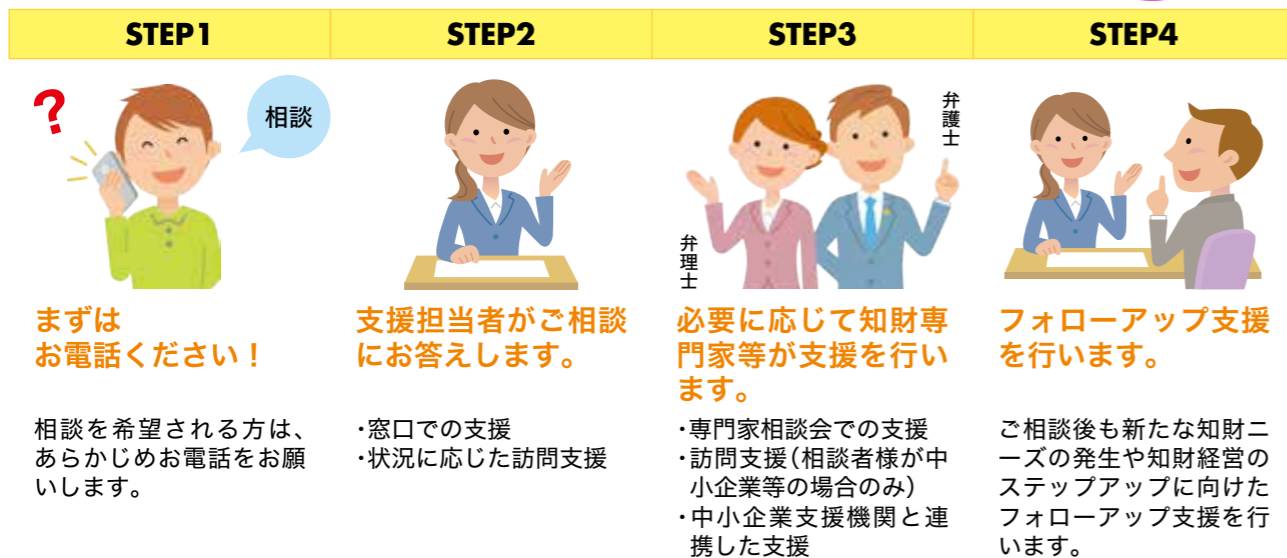 STEP1
?
相談
まずは
お電話ください！
相談を希望される方は、
あらかじめお電話をお願
いします。
STEP2
支援担当者がご相談
にお答えします。
・窓口での支援
・状況に応じた訪問支援
STEP3
弁護士
弁理士
必要に応じて知財専
門家等が支援を行い
ます。
・専門家相談会での支援
・訪問支援（相談者様が中
小企業等の場合のみ）
・中小企業支援機関と連
携した支援
STEP4
フォローアップ支援
を行います。
ご相談後も新たな知財ニ
ーズの発生や知財経営の
ステップアップに向けた
フォローアップ支援を行
います。